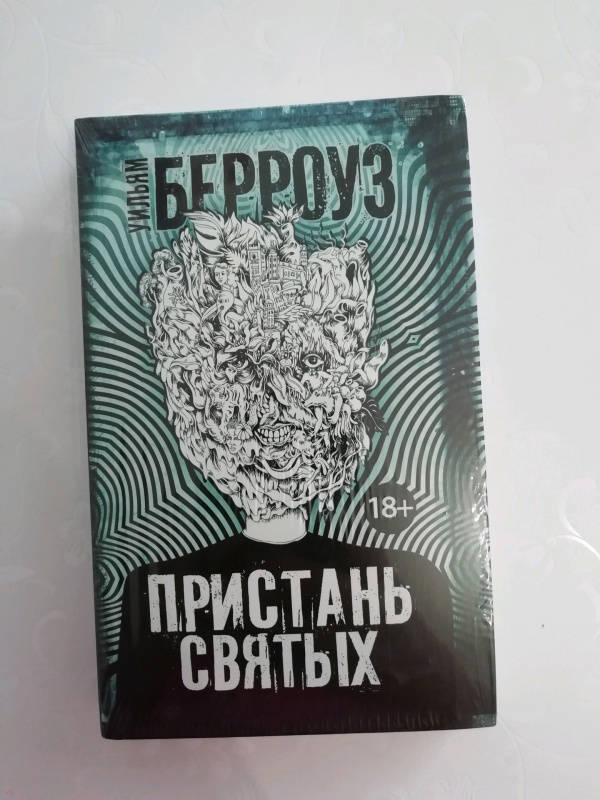 УИЛЬЯМ
БЕРРОУЗ
18+
ПРИСТАНЬ
СВЯТЫХ